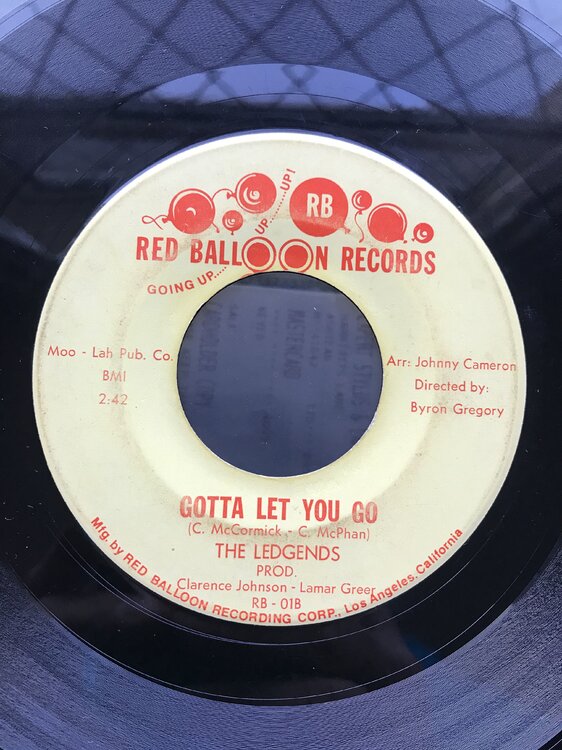 RB
RED BALLOON RECORDS
GOING UP..... UP.........UP!
Moo - Lah Pub. Co.
BMI
2:42
Arr: Johnny Cameron
Directed by:
Byron Gregory
GOTTA LET YOU GO
(C. McCormick - C. McPhan)
THE LEDGENDS
PROD.
Clarence Johnson - Lamar Greer
RB - 01B
Mfg. by RED BALLOON RECORDING CORP., Los Angeles, California